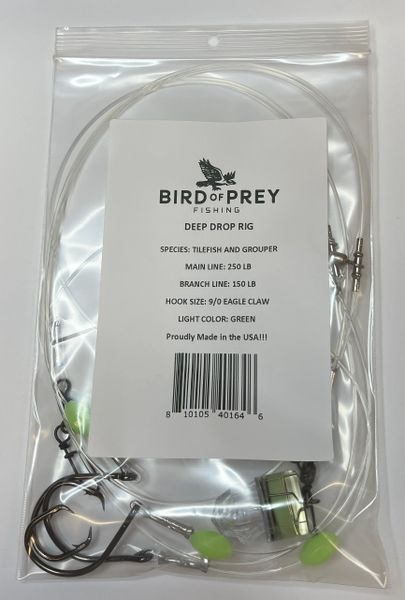 BIRD OF PREY
FISHING
DEEP DROP RIG
SPECIES: TILEFISH AND GROUPER
MAIN LINE: 250 LB
BRANCH LINE: 150 LB
HOOK SIZE: 9/0 EAGLE CLAW
LIGHT COLOR: GREEN
Proudly Made in the USA!!!
8 10105 40164 6